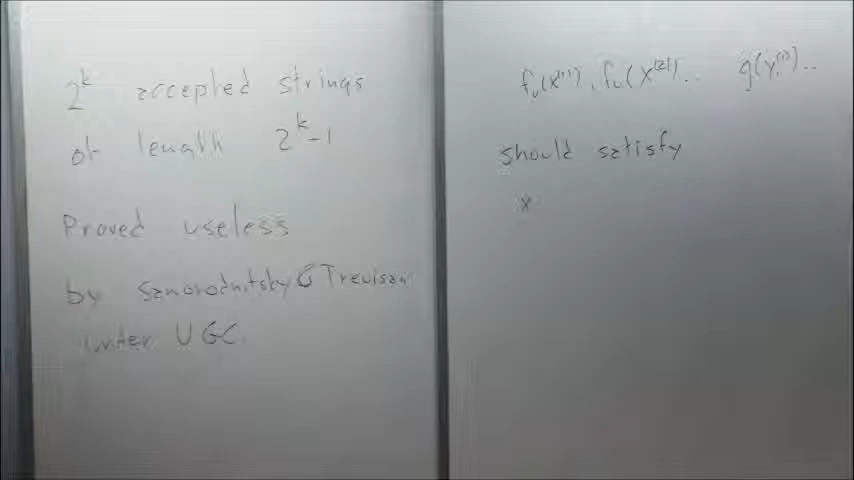 2^k accepted strings
of length 2^k-1
Proved useless
by Samorodnitsky & Trevisan
under UGC.
f_u(x^(1)), f_u(x^(2)).. g(y^(1))..
should satisfy
x